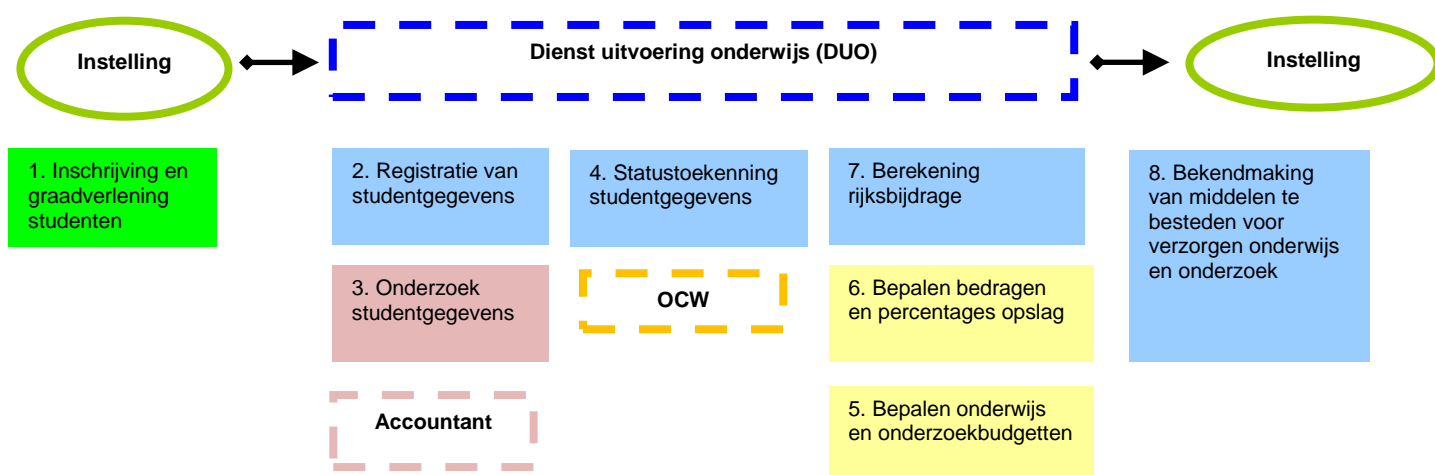 Instelling
Dienst uitvoering onderwijs (DUO)
Instelling
1. Inschrijving en
graadverlening
studenten
2. Registratie van
studentgegevens
4. Statustoekenning
studentgegevens
7. Berekening
rijksbijdrage
8. Bekendmaking
van middelen te
besteden voor
verzorgen onderwijs
en onderzoek
3. Onderzoek
studentgegevens
OCW
6. Bepalen bedragen
en percentages opslag
Accountant
5. Bepalen onderwijs
en onderzoekbudgetten